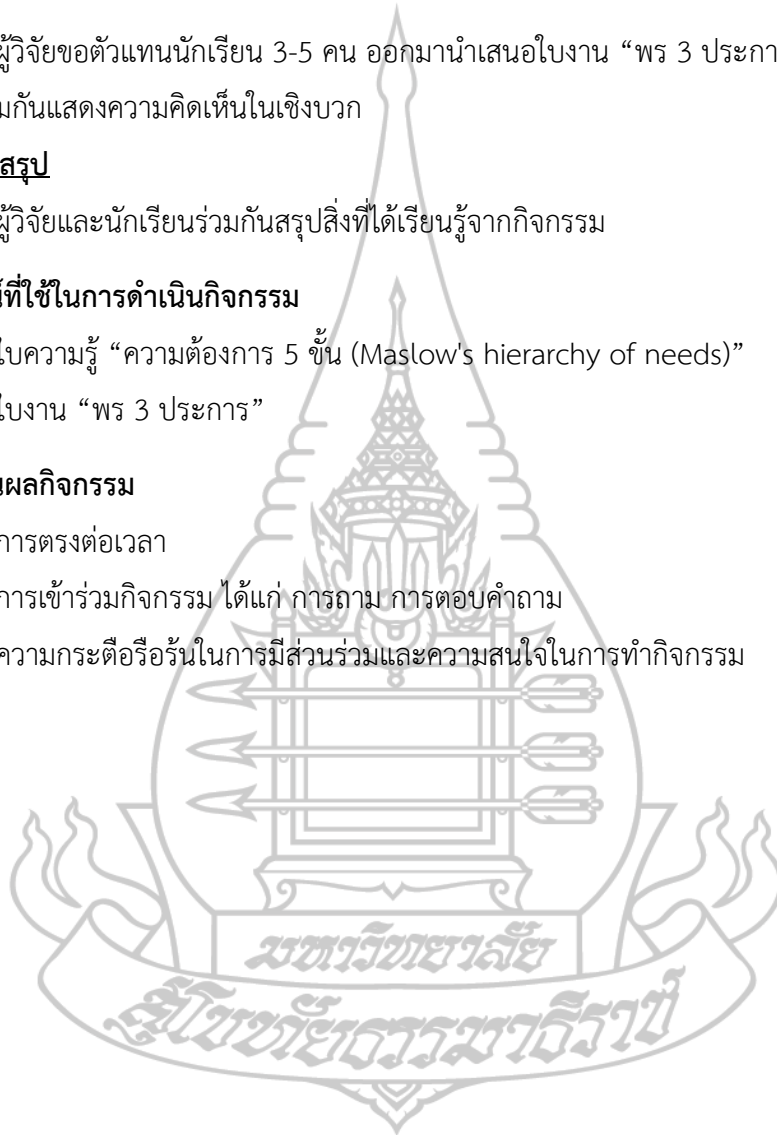 ผู้วิจัยขอตัวแทนนักเรียน 3-5 คน ออกมานำเสนอใบงาน “พร 3 ประกา
มกันแสดงความคิดเห็นในเชิงบวก
สรุป
ผู้วิจัยและนักเรียนร่วมกันสรุปสิ่งที่ได้เรียนรู้จากกิจกรรม
ที่ใช้ในการดำเนินกิจกรรม
ใบความรู้ “ความต้องการ 5 ขั้น (Maslow's hierarchy of needs)”
ใบงาน “พร 3 ประการ”
ผลกิจกรรม
การตรงต่อเวลา
การเข้าร่วมกิจกรรม ได้แก่ การถาม การตอบคำถาม
ความกระตือรือร้นในการมีส่วนร่วมและความสนใจในการทำกิจกรรม
มหาวิทยาลัย
สุโขทัยธรรมาธิราช